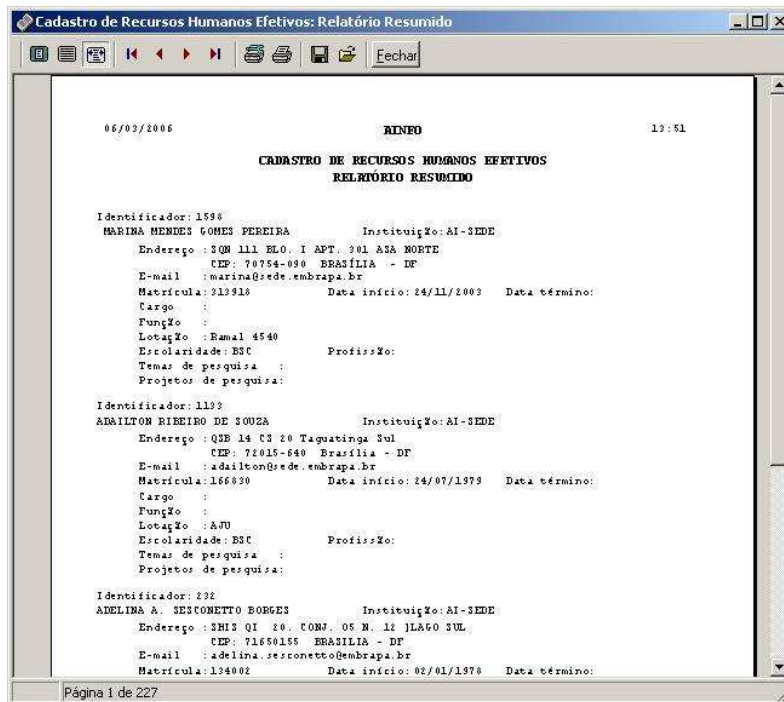 Cadastro de Recursos Humanos Efetivos: Relatório Resumido
Fechar
06/03/2006 AINFO 13:51
CADASTRO DE RECURSOS HUMANOS EFETIVOS
RELATÓRIO RESUMIDO
Identificador: 1598
MARINA MENDES GOMES PEREIRA Instituição: AI-SEDE
Endereço : SQN 111 BLO. I APT. 301 ASA NORTE
CEP: 70754-090 BRASÍLIA - DF
E-mail : marina@sede.embrapa.br
Matrícula: 313918 Data início: 24/11/2003 Data término:
Cargo :
Função :
Lotação : Ramal 4540
Escolaridade: BSC Profissão:
Temas de pesquisa :
Projetos de pesquisa:
Identificador: 1133
ADAILTON RIBEIRO DE SOUZA Instituição: AI-SEDE
Endereço : QSB 14 CS 20 Taguatinga Sul
CEP: 72015-640 Brasília - DF
E-mail : adailton@sede.embrapa.br
Matrícula: 166830 Data início: 24/07/1979 Data término:
Cargo :
Função :
Lotação : AJU
Escolaridade: BSC Profissão:
Temas de pesquisa :
Projetos de pesquisa:
Identificador: 232
ADELINA A. SESCONETTO BORGES Instituição: AI-SEDE
Endereço : SHIS QI 20. CONJ. 05 N. 12 ]LAGO SUL
CEP: 71650155 BRASILIA - DF
E-mail : adelina.sesconetto@embrapa.br
Matrícula: 134002 Data início: 02/01/1978 Data término:
Página 1 de 227